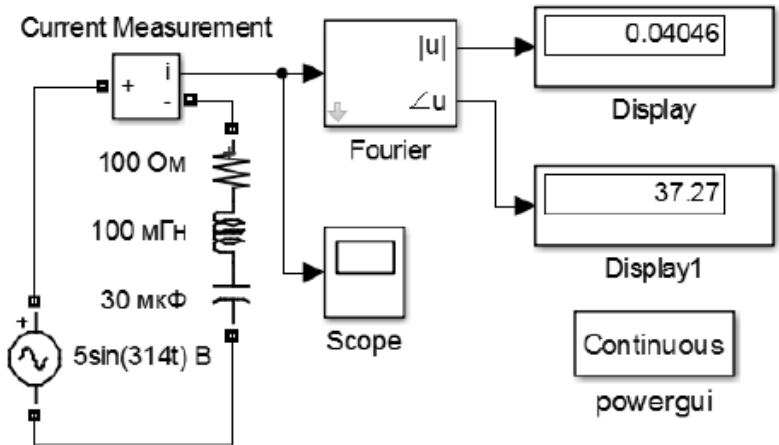 Current Measurement
+
i
-
|u|
∠u
Fourier
0.04046
Display
37.27
Display1
100 Ом
100 мГн
30 мкФ
+
5sin(314t) В
Scope
Continuous
powergui